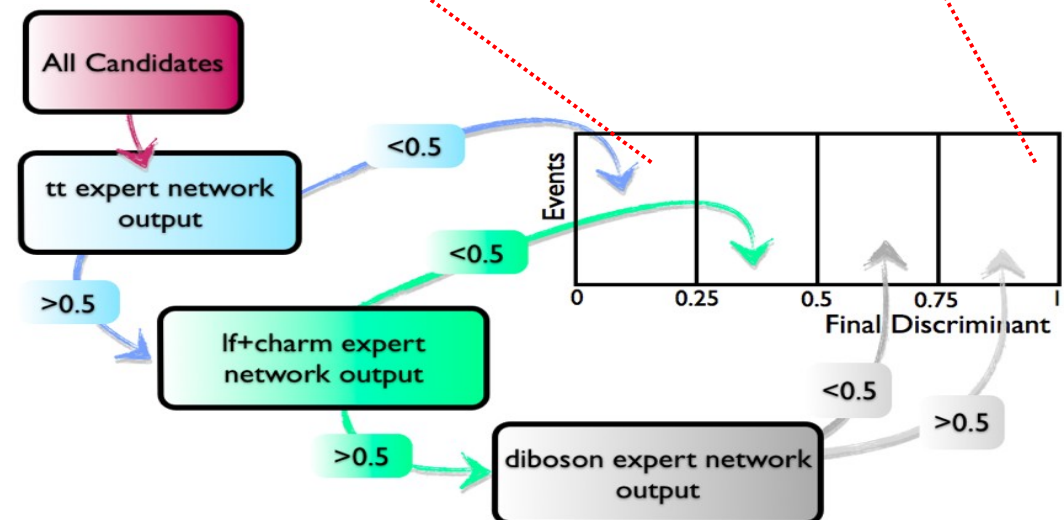 All Candidates
tt expert network
output
<0.5
>0.5
lf+charm expert
network output
<0.5
>0.5
diboson expert network
output
<0.5
>0.5
Events
0
0.25
0.5
0.75
1
Final Discriminant